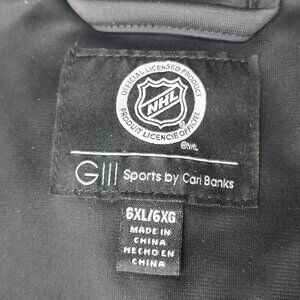 OFFICIAL LICENSED PRODUCT
NHL
PRODUIT LICENCIÉ OFFICIEL
®NHL
GIII Sports by Carl Banks
6XL/6XG
MADE IN
CHINA
HECHO EN
CHINA